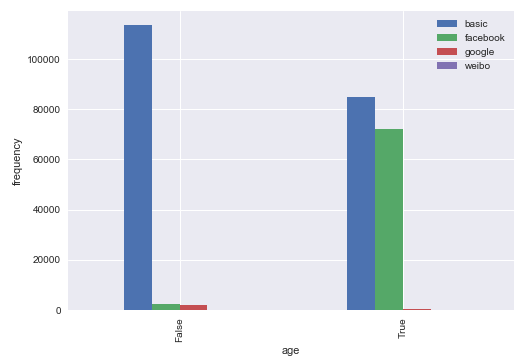 basic
facebook
google
weibo
frequency
100000
80000
60000
40000
20000
0
False
True
age